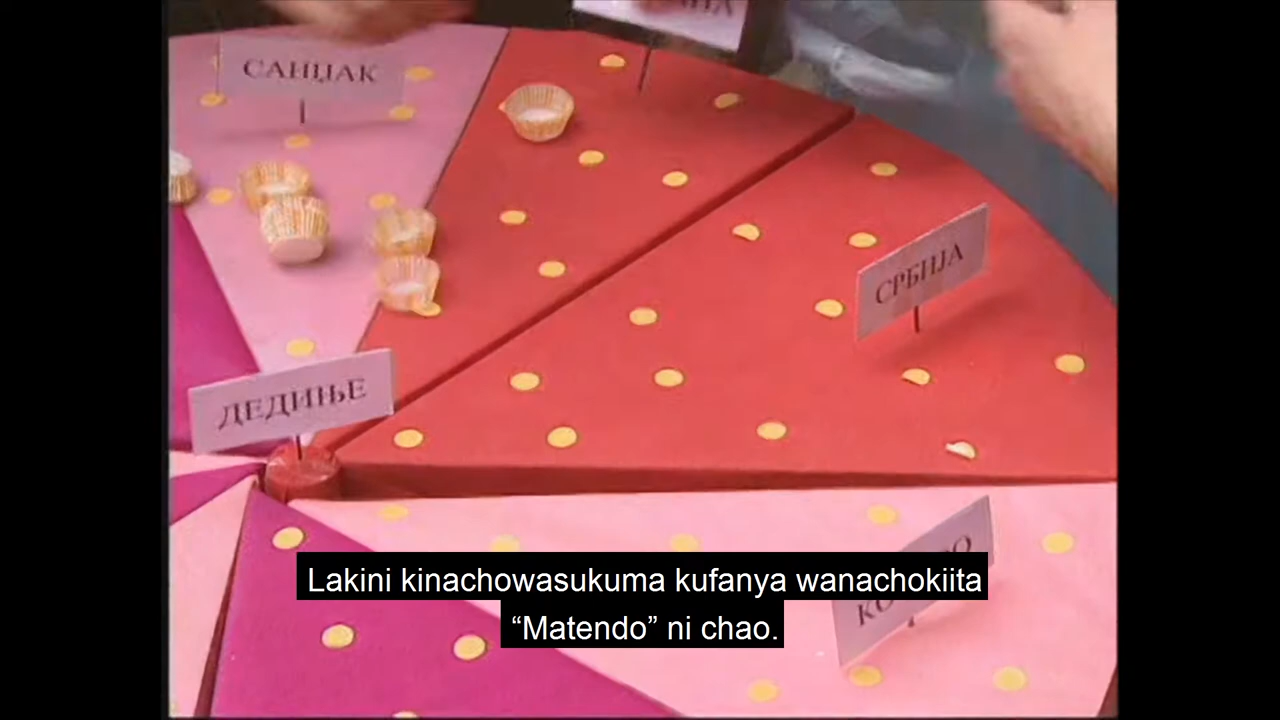 САНЏАК
СРБИЈА
ДЕДИЊЕ
Lakini kinachowasukuma kufanya wanachokiita
“Matendo” ni chao.